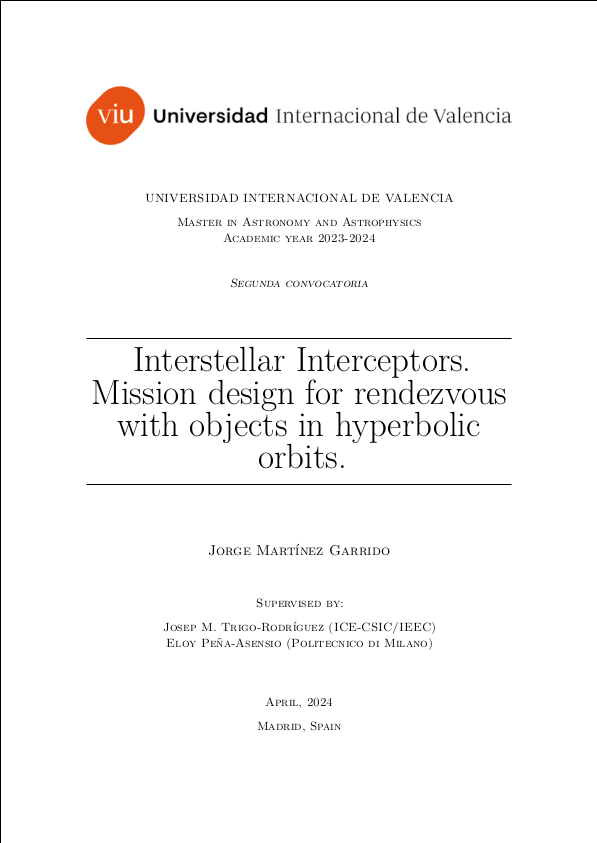 viu Universidad Internacional de Valencia
UNIVERSIDAD INTERNACIONAL DE VALENCIA
Master in Astronomy and Astrophysics
Academic year 2023-2024
Segunda convocatoria
Interstellar Interceptors.
Mission design for rendezvous
with objects in hyperbolic
orbits.
Jorge Martínez Garrido
Supervised by:
Josep M. Trigo-Rodríguez (ICE-CSIC/IEEC)
Eloy Peña-Asensio (Politecnico di Milano)
April, 2024
Madrid, Spain